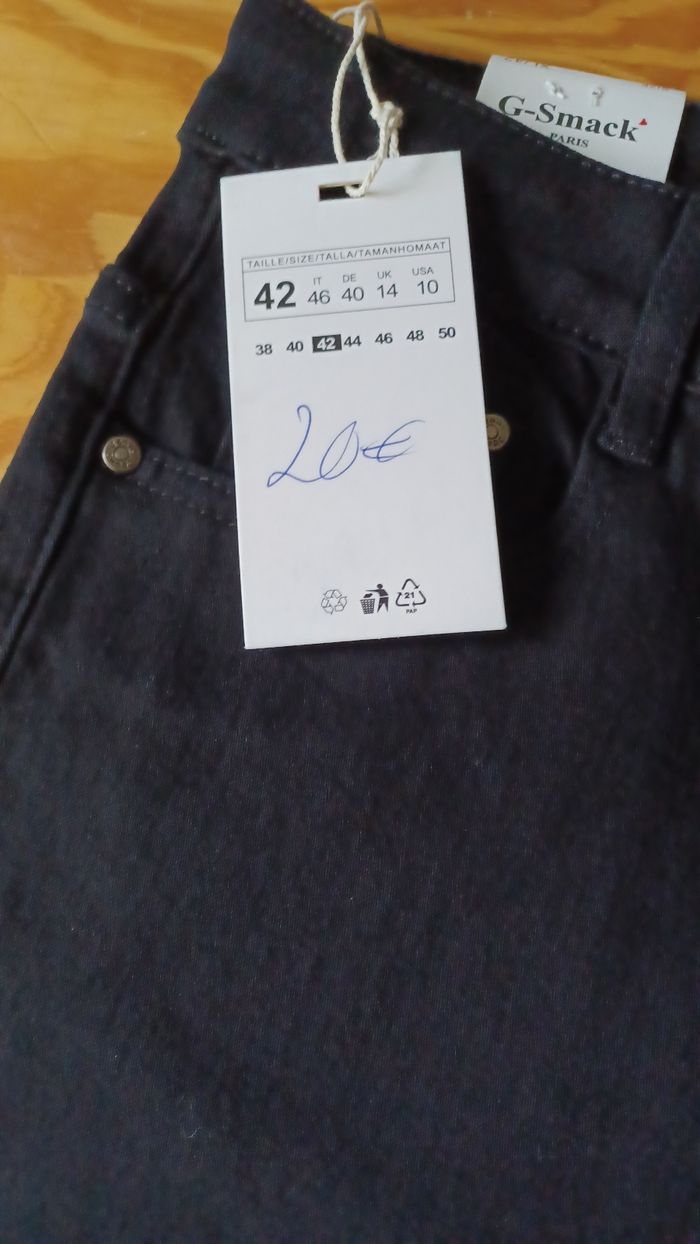 G-Smack
PARIS
TAILLE/SIZE/TALLA/TAMANHOMAAT
42 IT 46 DE 40 UK 14 USA 10
38 40 42 44 46 48 50
20€
21
PAP